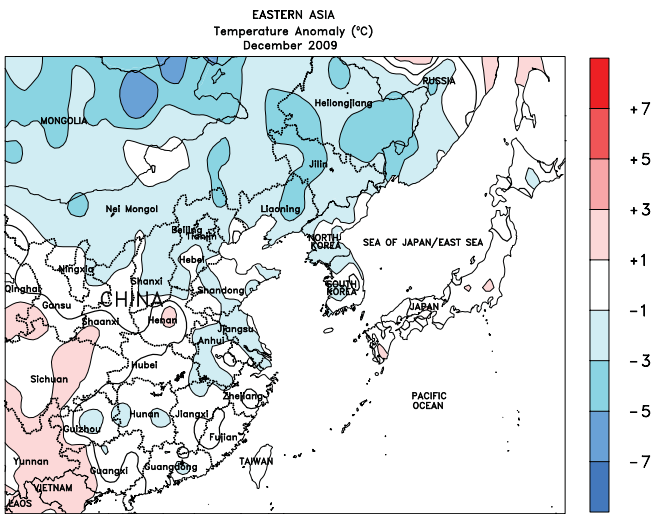 EASTERN ASIA
Temperature Anomaly (°C)
December 2009
RUSSIA
Heilongjiang
MONGOLIA
Jilin
Nei Mongol
Liaoning
Beijing
Tianjin
NORTH
KOREA
SEA OF JAPAN/EAST SEA
Hebei
Ningxia
Shanxi
Qinghai
Shandong
SOUTH
KOREA
Gansu
CHINA
JAPAN
Shaanxi
Henan
Jiangsu
Anhui
Hubei
Sichuan
Zhejiang
PACIFIC
OCEAN
Hunan
Jiangxi
Guizhou
Fujian
Yunnan
Guangxi
Guangdong
TAIWAN
VIETNAM
LAOS
+7
+5
+3
+1
-1
-3
-5
-7